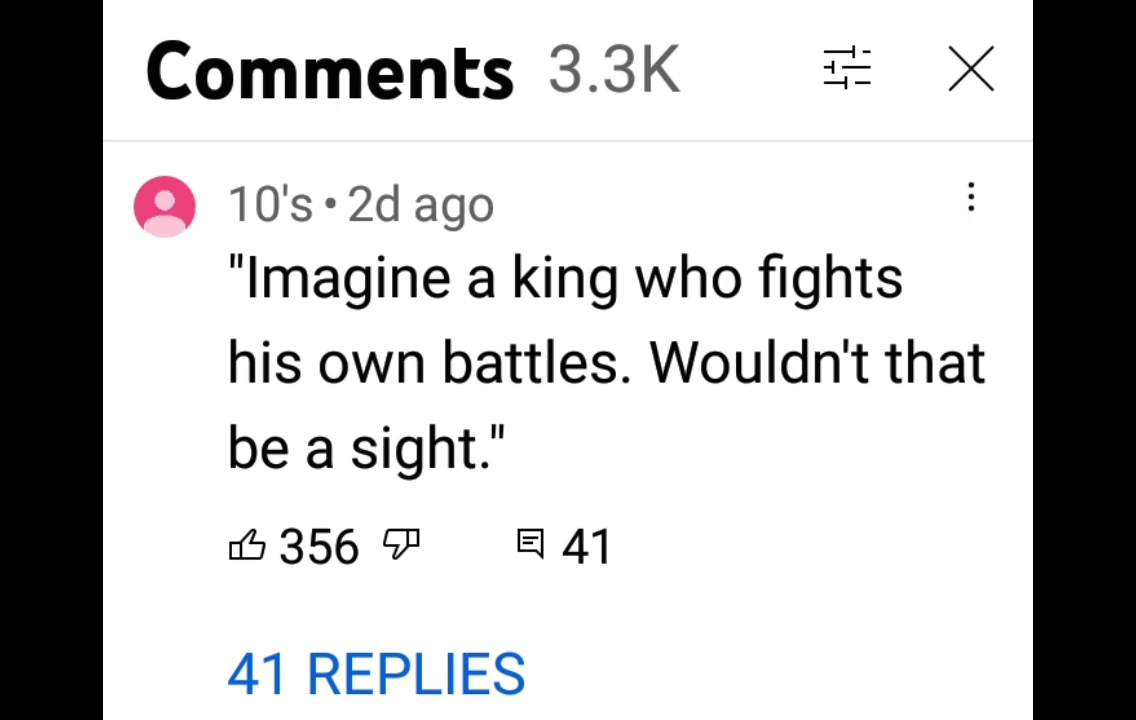 Comments 3.3K
10's • 2d ago
"Imagine a king who fights
his own battles. Wouldn't that
be a sight."
356 41
41 REPLIES